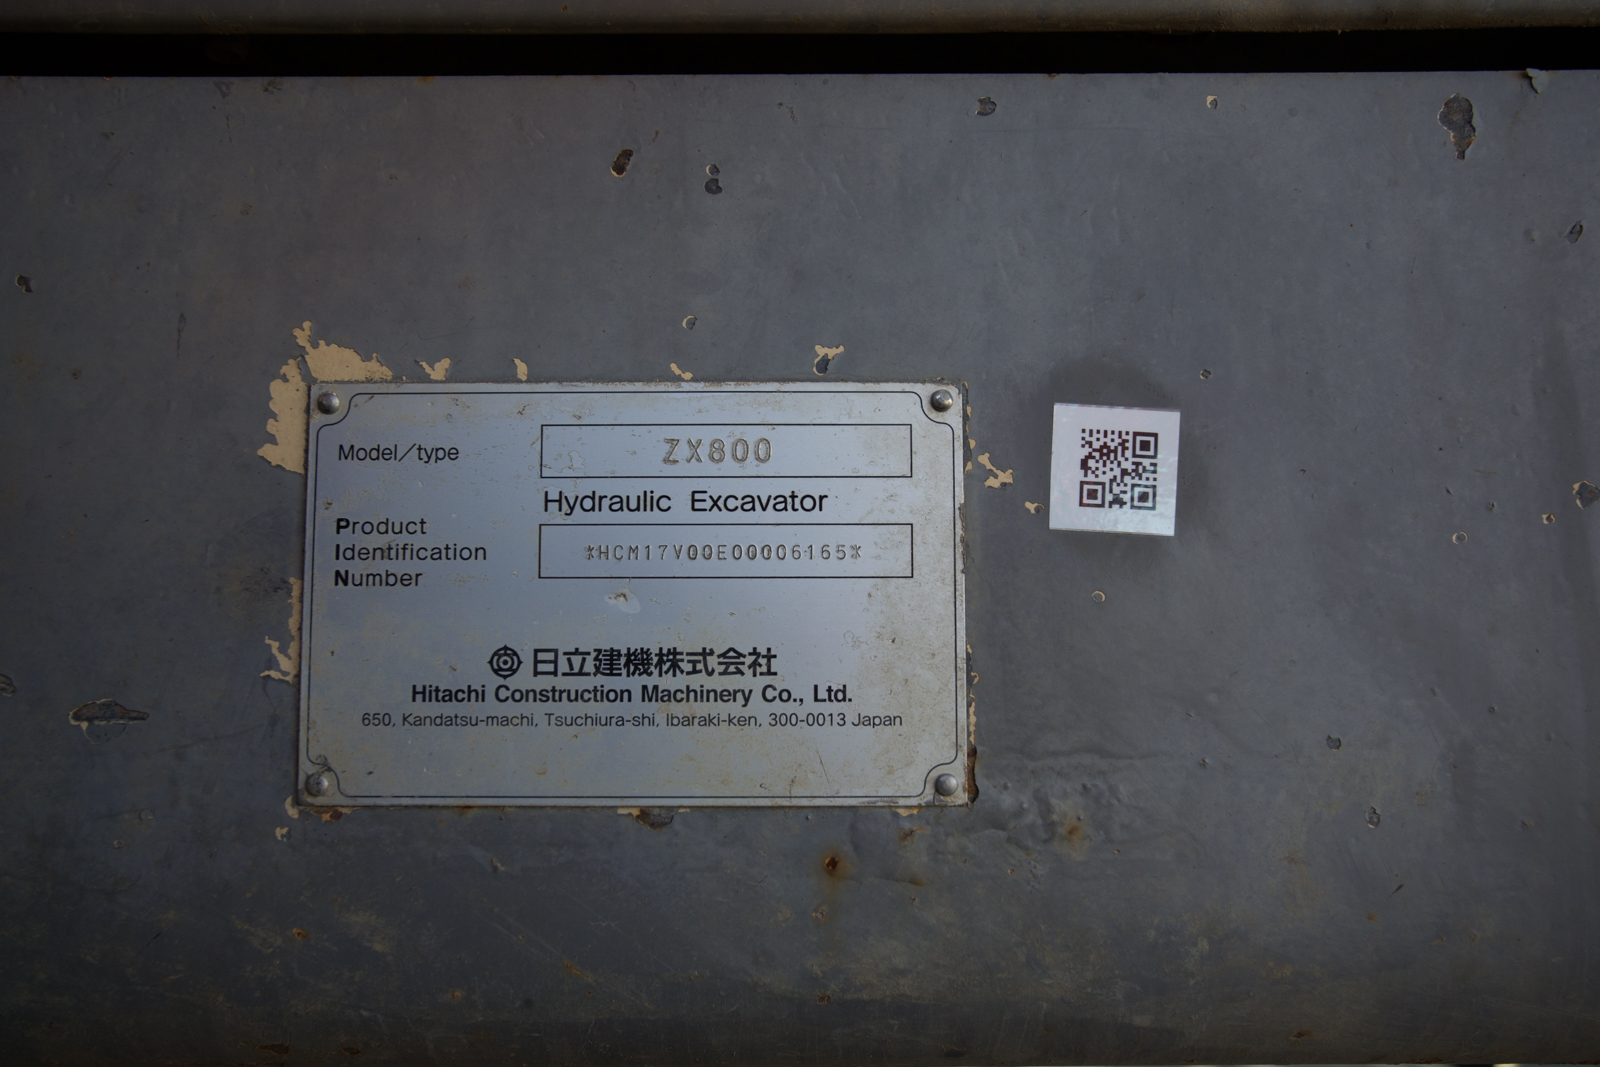 Model/type ZX800
Hydraulic Excavator
Product
Identification
Number
*HCM17V00E00006165*
日立建機株式会社
Hitachi Construction Machinery Co., Ltd.
650, Kandatsu-machi, Tsuchiura-shi, Ibaraki-ken, 300-0013 Japan